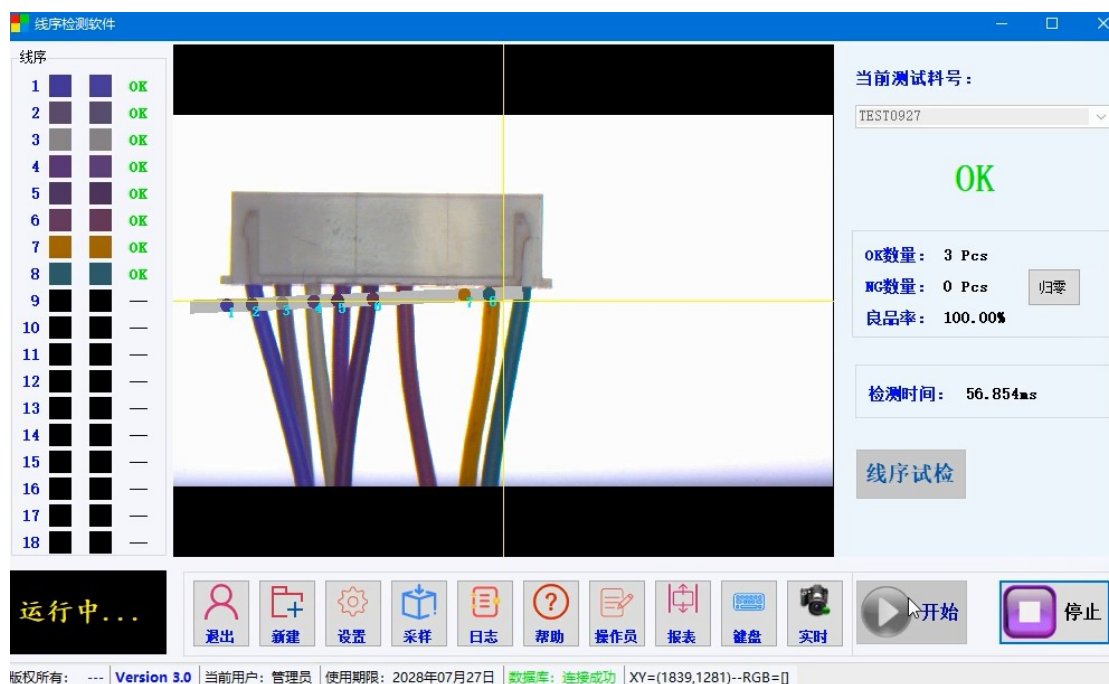 线序检测软件
线序
1 OK
2 OK
3 OK
4 OK
5 OK
6 OK
7 OK
8 OK
9 —
10 —
11 —
12 —
13 —
14 —
15 —
16 —
17 —
18 —
1 2 3 4 5 6 7 8
当前测试料号：
TEST0927
OK
OK数量： 3 Pcs
NG数量： 0 Pcs
归零
良品率： 100.00%
检测时间： 56.854ms
线序试检
运行中...
退出 新建 设置 采样 日志 帮助 操作员 报表 键盘 实时
开始
停止
版权所有： --- Version 3.0 当前用户：管理员 使用期限：2028年07月27日 数据库：连接成功 XY=(1839,1281)--RGB=[]